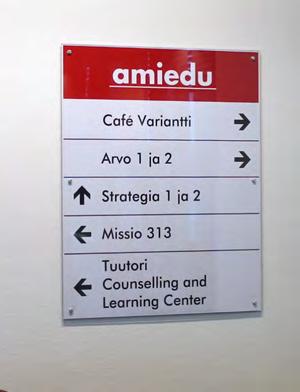 amiedu
Café Variantti
Arvo 1 ja 2
Strategia 1 ja 2
Missio 313
Tuutori
Counselling and
Learning Center